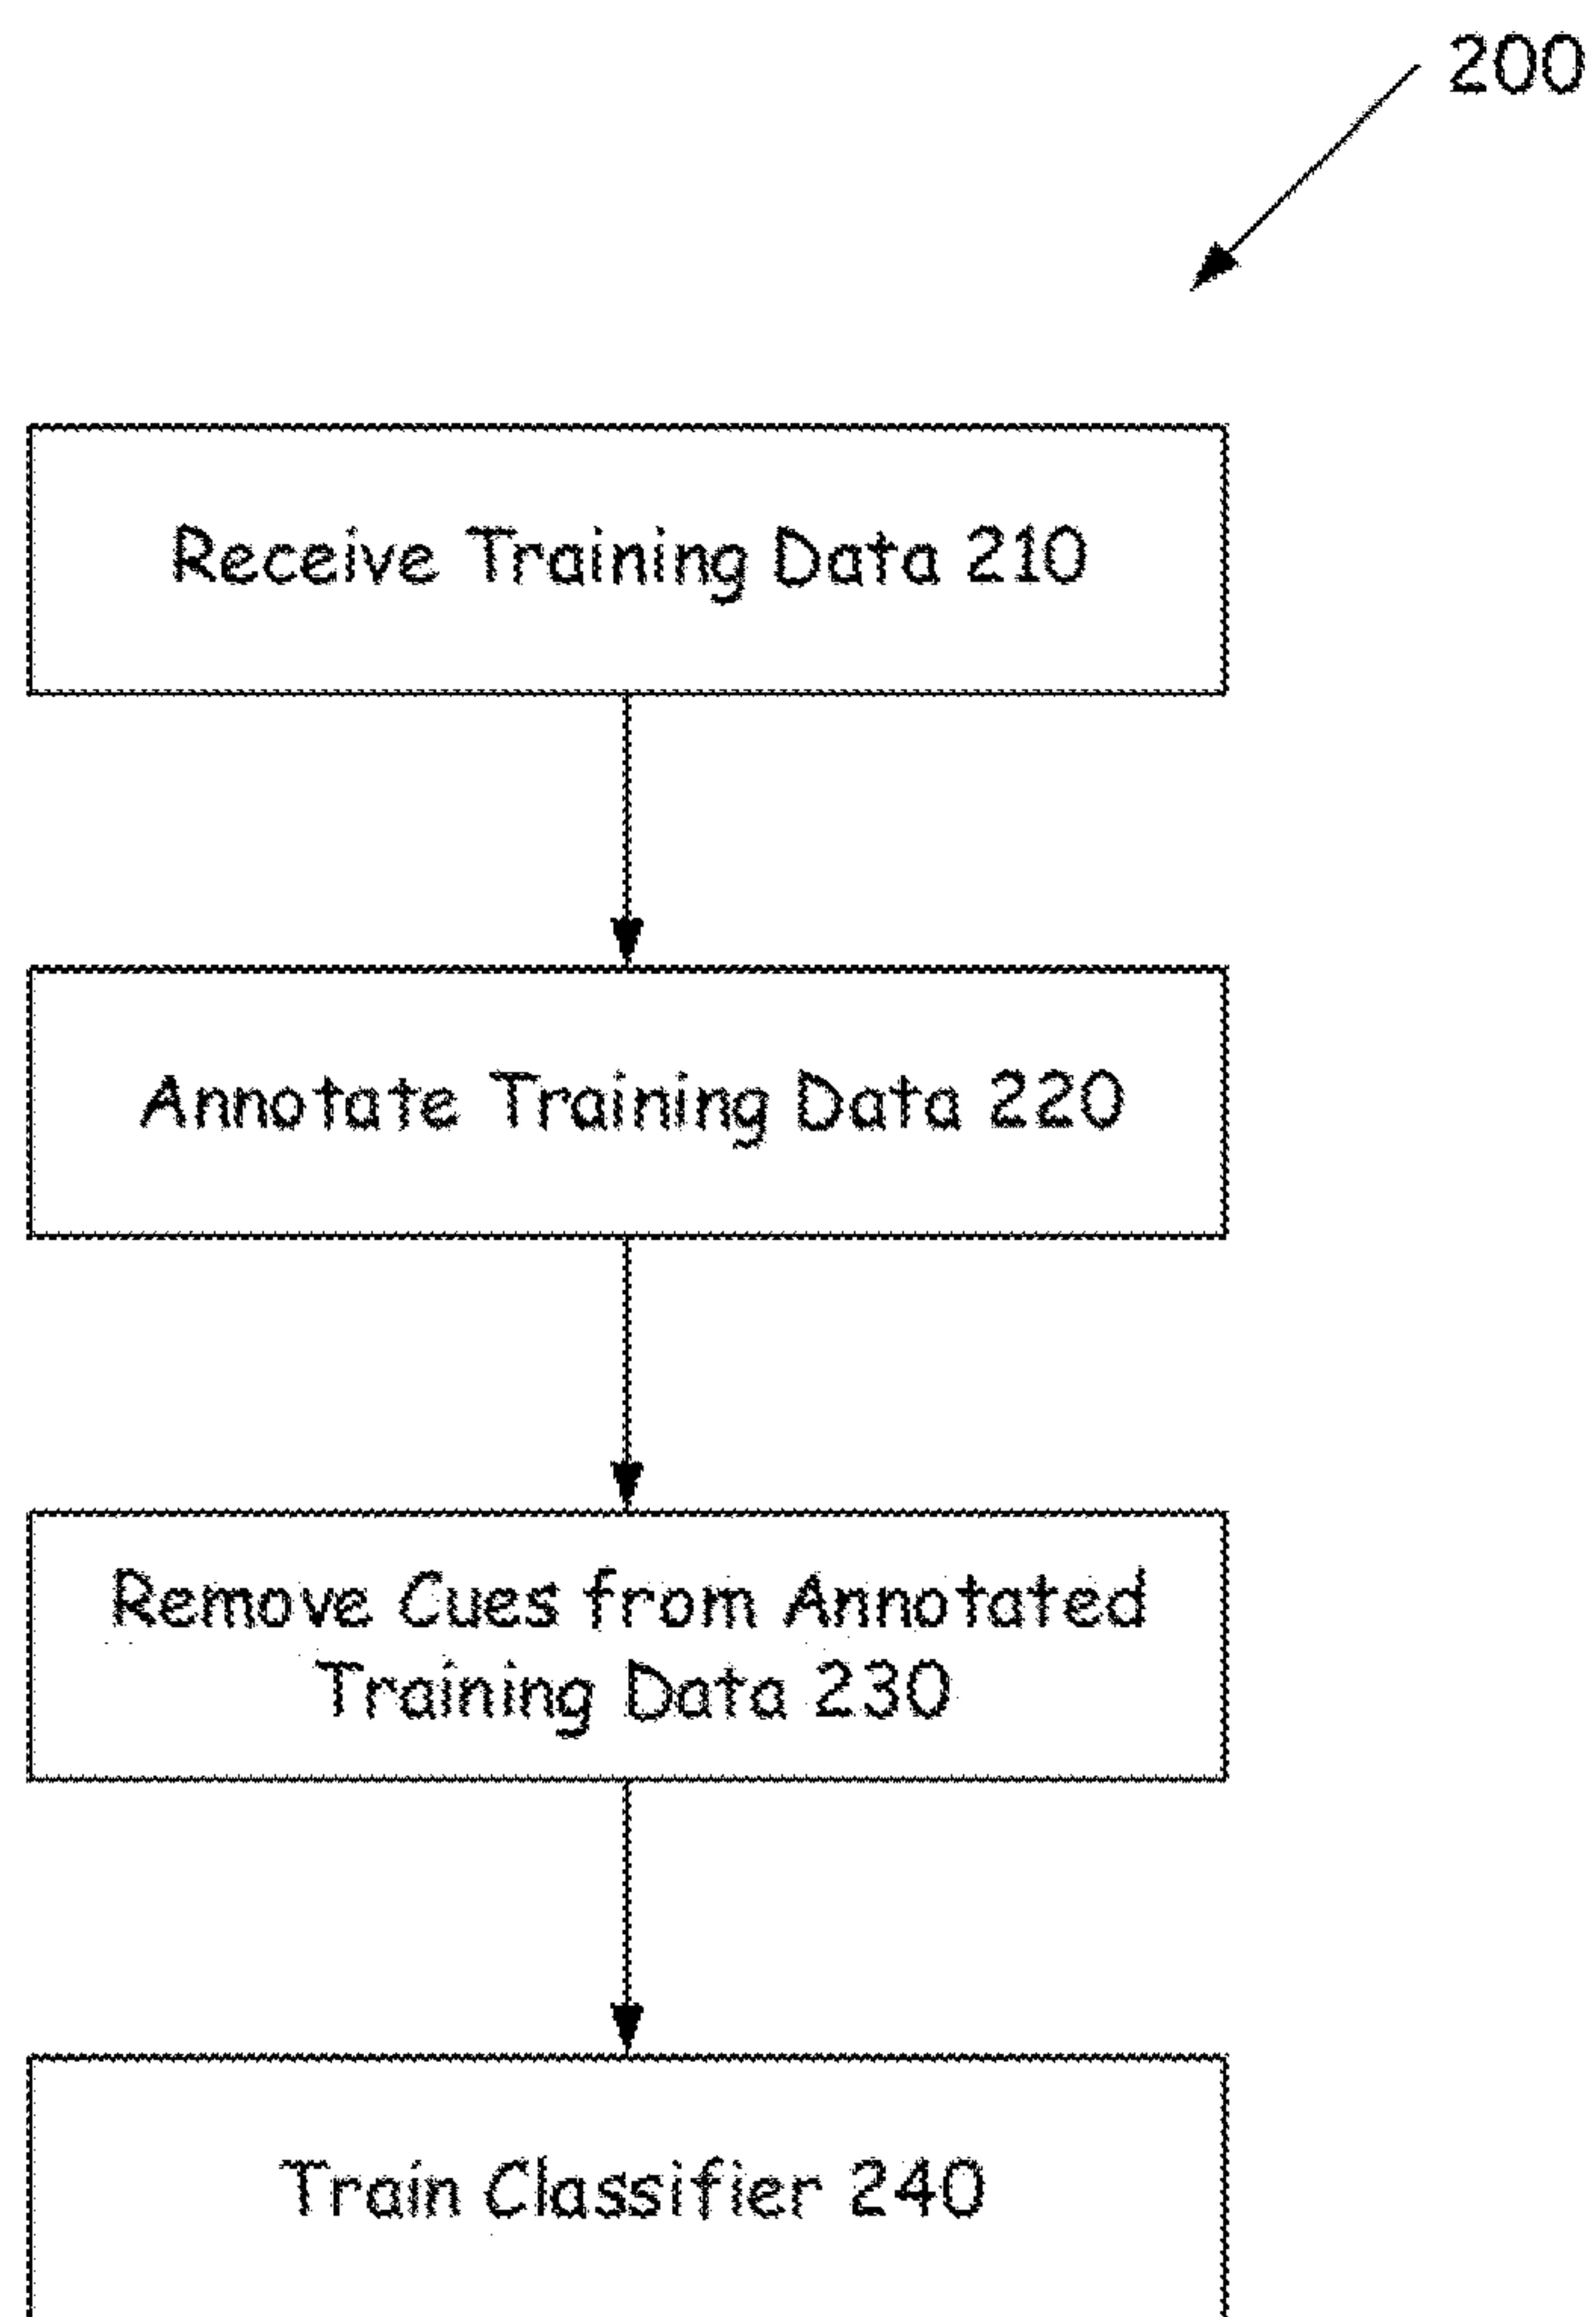 200
Receive Training Data 210
Annotate Training Data 220
Remove Cues from Annotated
Training Data 230
Train Classifier 240